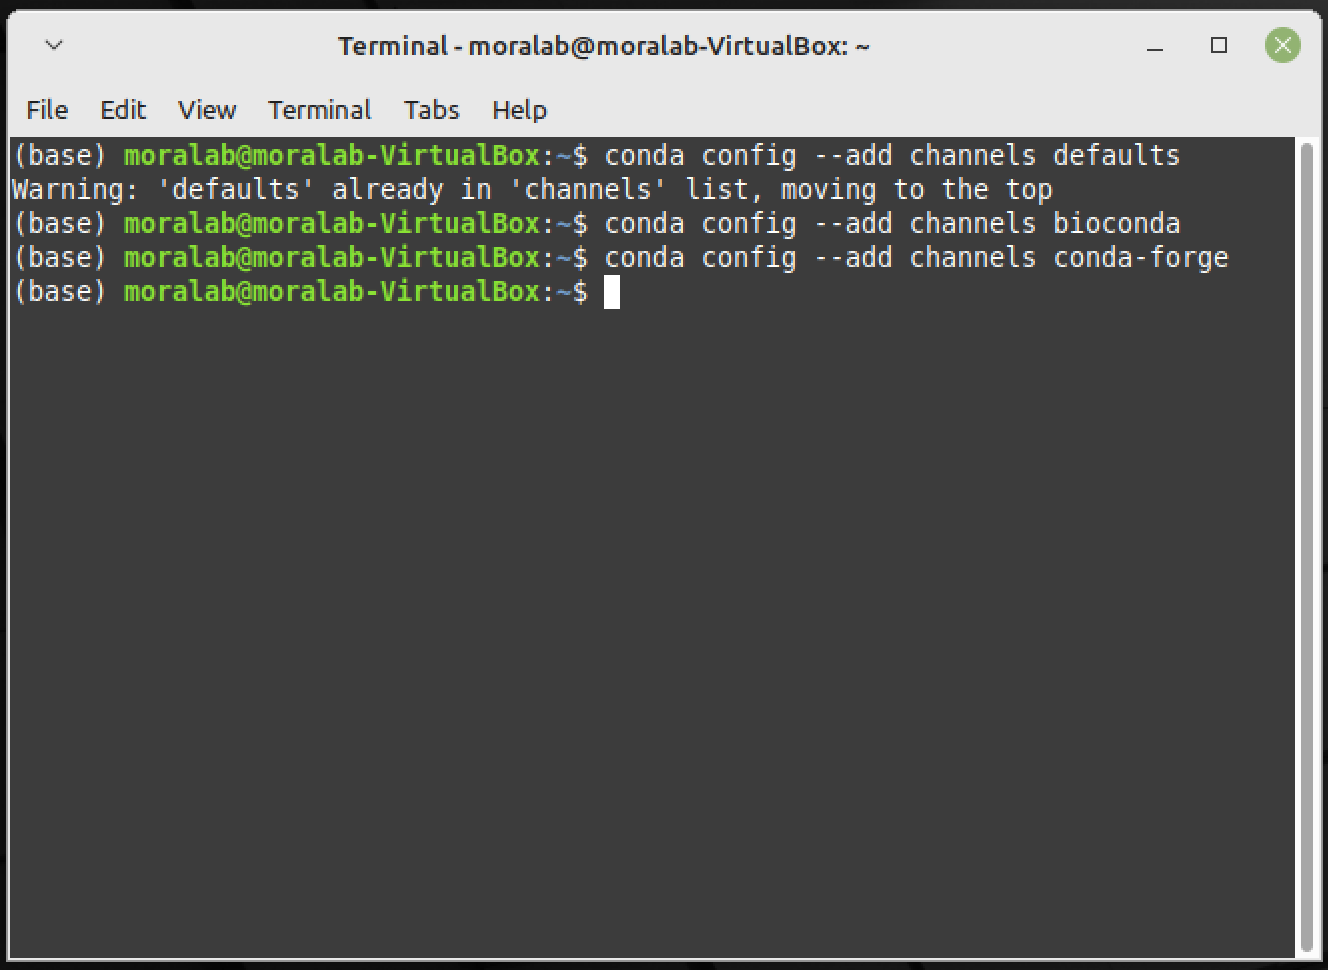 Terminal - moralab@moralab-VirtualBox: ~
File Edit View Terminal Tabs Help
(base) moralab@moralab-VirtualBox:~$ conda config --add channels defaults
Warning: 'defaults' already in 'channels' list, moving to the top
(base) moralab@moralab-VirtualBox:~$ conda config --add channels bioconda
(base) moralab@moralab-VirtualBox:~$ conda config --add channels conda-forge
(base) moralab@moralab-VirtualBox:~$